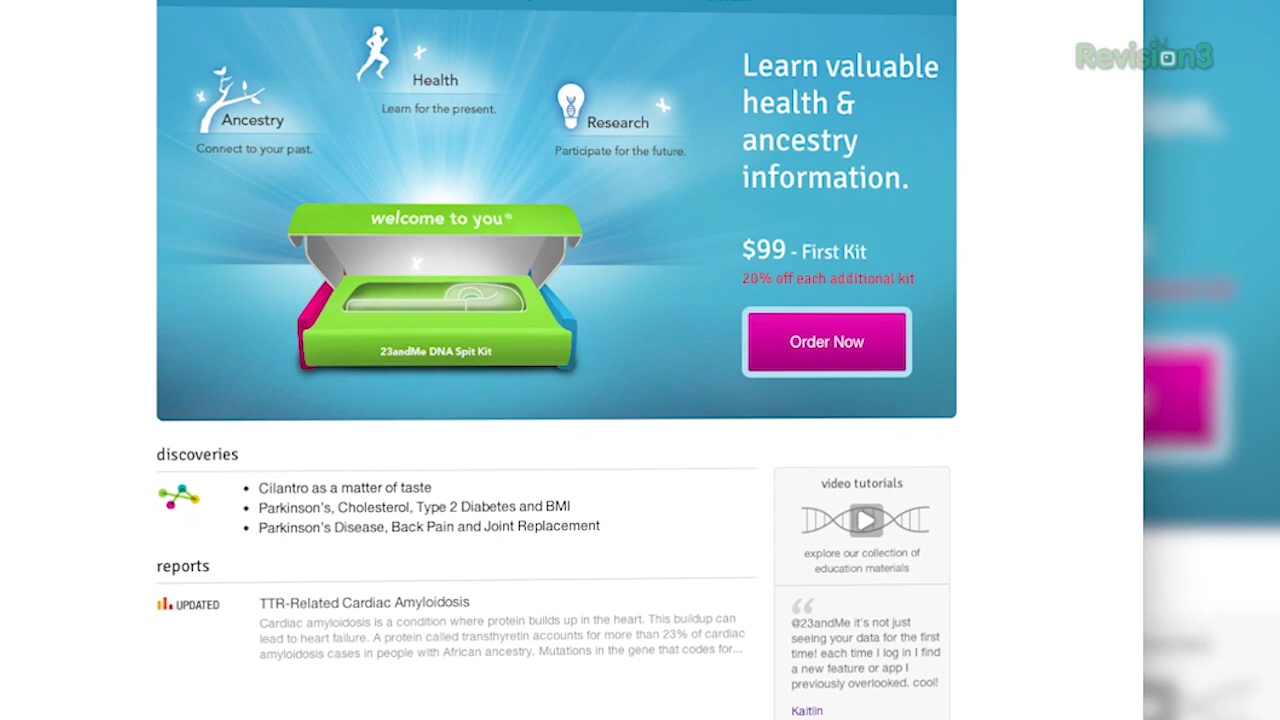 Revision3
Health
Learn for the present.
Ancestry
Connect to your past.
Research
Participate for the future.
Learn valuable
health &
ancestry
information.
welcome to you®
23andMe DNA Spit Kit
$99 - First Kit
20% off each additional kit
Order Now
discoveries
• Cilantro as a matter of taste
• Parkinson's, Cholesterol, Type 2 Diabetes and BMI
• Parkinson's Disease, Back Pain and Joint Replacement
reports
UPDATED
TTR-Related Cardiac Amyloidosis
Cardiac amyloidosis is a condition where protein builds up in the heart. This buildup can
lead to heart failure. A protein called transthyretin accounts for more than 23% of cardiac
amyloidosis cases in people with African ancestry. Mutations in the gene that codes for...
video tutorials
explore our collection of
education materials
“
@23andMe it's not just
seeing your data for the first
time! each time I log in I find
a new feature or app I
previously overlooked. cool!
Kaitlin